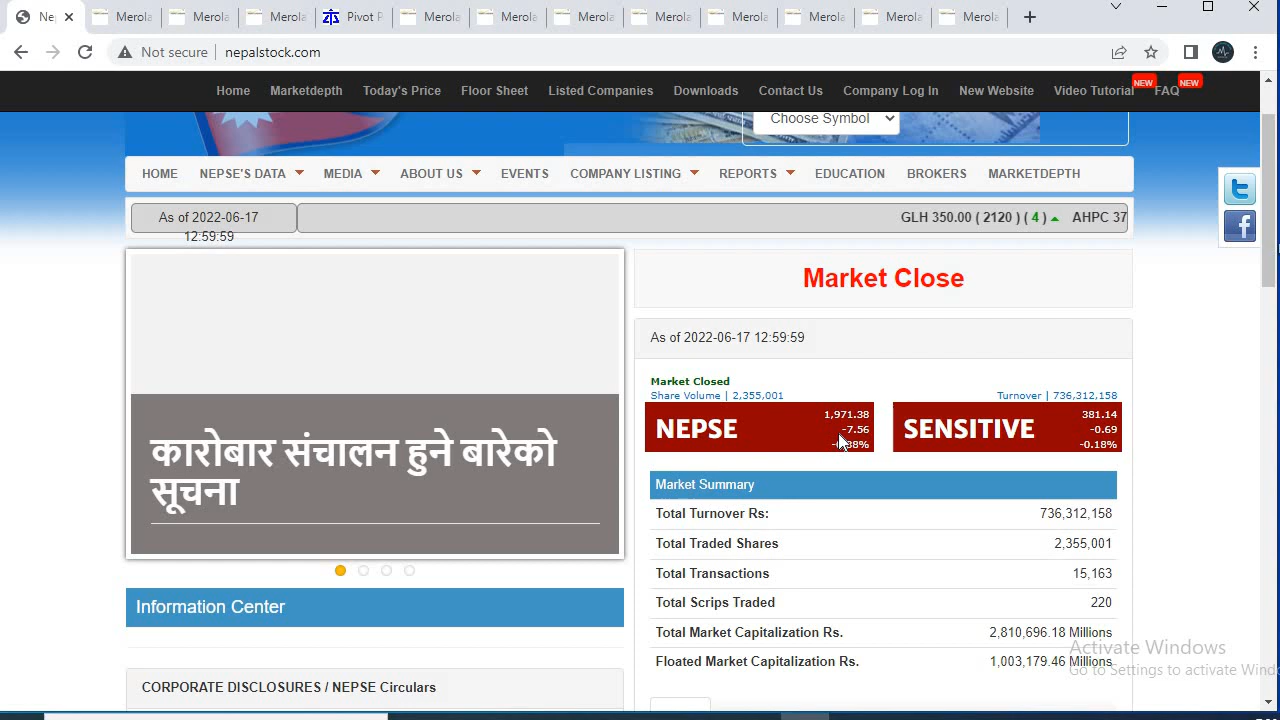 Ne
Merola
Merola
Merola
Pivot P
Merola
Merola
Merola
Merola
Merol
Merola
Merola
Merola
Not secure
nepalstock.com
Home Marketdepth Today's Price Floor Sheet Listed Companies Downloads Contact Us Company Log In New Website Video Tutorial NEW FAQ NEW
Choose Symbol
HOME NEPSE'S DATA MEDIA ABOUT US EVENTS COMPANY LISTING REPORTS EDUCATION BROKERS MARKETDEPTH
As of 2022-06-17
12:59:59
GLH 350.00 ( 2120 ) ( 4 ) AHPC 37
Market Close
As of 2022-06-17 12:59:59
Market Closed
Share Volume | 2,355,001
Turnover | 736,312,158
NEPSE
1,971.38
-7.56
SENSITIVE
381.14
-0.69
-0.18%
कारोबार संचालन हुने बारेको
सूचना
Market Summary
Total Turnover Rs: 736,312,158
Total Traded Shares 2,355,001
Total Transactions 15,163
Total Scrips Traded 220
Total Market Capitalization Rs. 2,810,696.18 Millions
Floated Market Capitalization Rs. 1,003,179.46 Millions
Information Center
CORPORATE DISCLOSURES / NEPSE Circulars
Activate Windows
Go to Settings to activate Wind